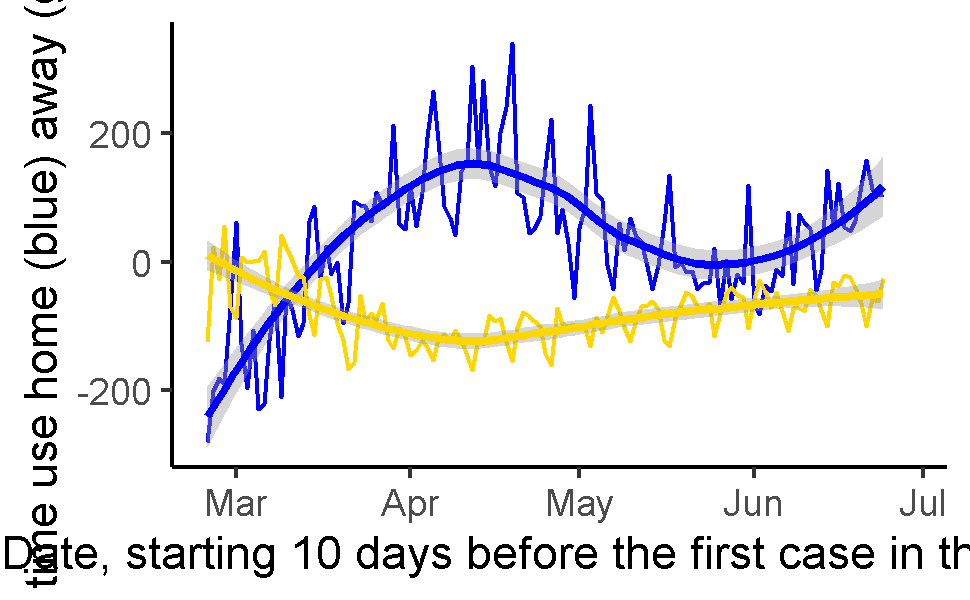 time use home (blue) away (
200
0
-200
Mar Apr May Jun Jul
Date, starting 10 days before the first case in th